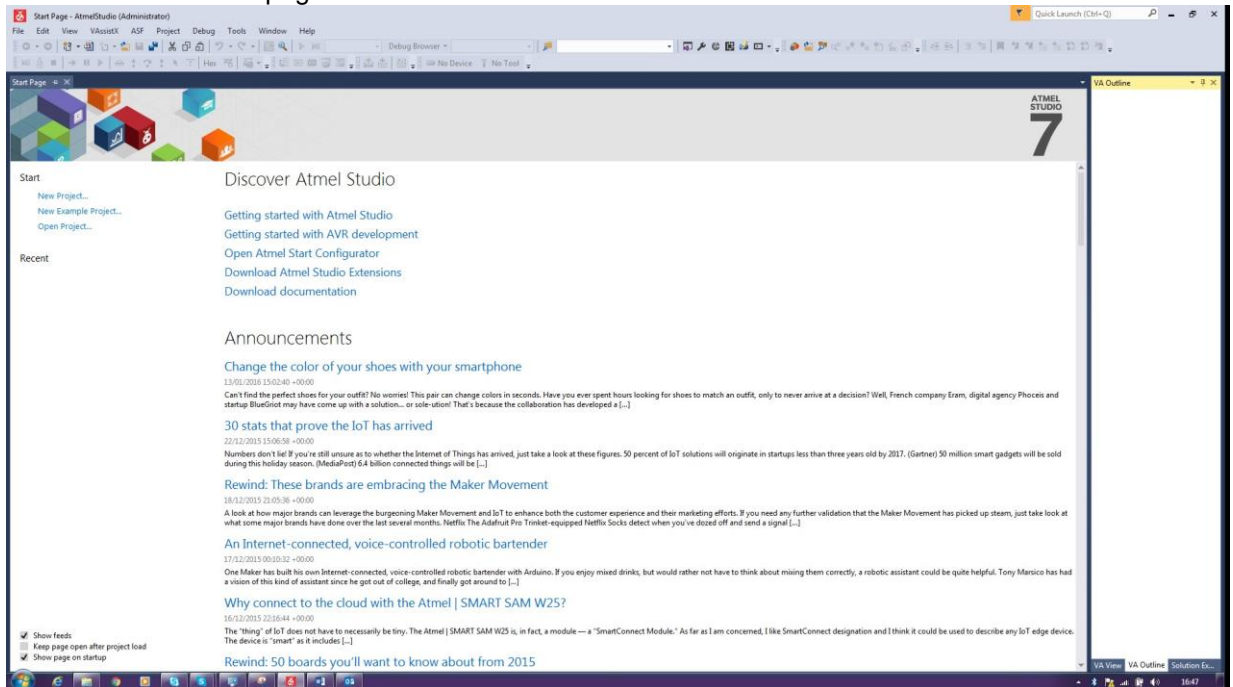 pag
Start Page - AtmelStudio (Administrator)
Quick Launch (Ctrl+Q)
File Edit View VAssistX ASF Project Debug Tools Window Help
Debug Browser
Hex
No Device No Tool
Start Page
VA Outline
ATMEL
STUDIO
7
Start
New Project...
New Example Project...
Open Project...
Recent
Discover Atmel Studio
Getting started with Atmel Studio
Getting started with AVR development
Open Atmel Start Configurator
Download Atmel Studio Extensions
Download documentation
Announcements
Change the color of your shoes with your smartphone
13/01/2016 15:02:40 +00:00
Can't find the perfect shoes for your outfit? No worries! This pair can change colors in seconds. Have you ever spent hours looking for shoes to match an outfit, only to never arrive at a decision? Well, French company Eram, digital agency Phoceis and
startup BlueGriot may have come up with a solution... or sole-ution! That's because the collaboration has developed a [...]
30 stats that prove the IoT has arrived
22/12/2015 15:06:58 +00:00
Numbers don't lie! If you're still unsure as to whether the Internet of Things has arrived, just take a look at these figures. 50 percent of IoT solutions will originate in startups less than three years old by 2017. (Gartner) 50 million smart gadgets will be sold
during this holiday season. (MediaPost) 6.4 billion connected things will be [...]
Rewind: These brands are embracing the Maker Movement
18/12/2015 21:05:36 +00:00
A look at how major brands can leverage the burgeoning Maker Movement and IoT to enhance both the customer experience and their marketing efforts. If you need any further validation that the Maker Movement has picked up steam, just take look at
what some major brands have done over the last several months. Netflix The Adafruit Pro Trinket-equipped Netflix Socks detect when you've dozed off and send a signal [...]
An Internet-connected, voice-controlled robotic bartender
17/12/2015 00:10:32 +00:00
One Maker has built his own Internet-connected, voice-controlled robotic bartender with Arduino. If you enjoy mixed drinks, but would rather not have to think about mixing them correctly, a robotic assistant could be quite helpful. Tony Marsico has had
a vision of this kind of assistant since he got out of college, and finally got around to [...]
Why connect to the cloud with the Atmel | SMART SAM W25?
16/12/2015 22:16:44 +00:00
The "thing" of IoT does not have to necessarily be tiny. The Atmel | SMART SAM W25 is, in fact, a module — a "SmartConnect Module." As far as I am concerned, I like SmartConnect designation and I think it could be used to describe any IoT edge device.
The device is "smart" as it includes [...]
Rewind: 50 boards you'll want to know about from 2015
Show feeds
Keep page open after project load
Show page on startup
VA View VA Outline Solution Ex...
16:47